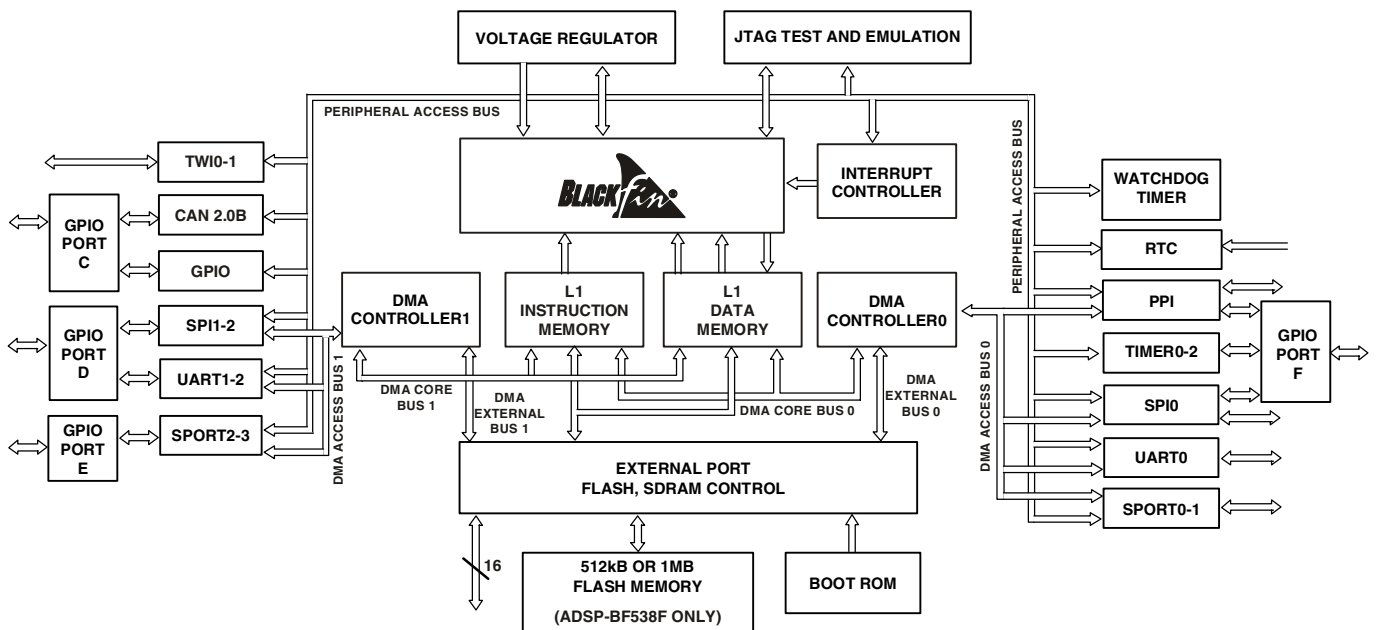 VOLTAGE REGULATOR
JTAG TEST AND EMULATION
PERIPHERAL ACCESS BUS
TWI0-1
CAN 2.0B
GPIO
GPIO
PORT
C
SPI1-2
UART1-2
GPIO
PORT
D
SPORT2-3
GPIO
PORT
E
BLACKfin®
INTERRUPT
CONTROLLER
DMA
CONTROLLER1
L1
INSTRUCTION
MEMORY
L1
DATA
MEMORY
DMA
CONTROLLER0
PERIPHERAL ACCESS BUS
WATCHDOG
TIMER
RTC
PPI
TIMER0-2
SPI0
UART0
SPORT0-1
GPIO
PORT
F
DMA ACCESS BUS 1
DMA CORE
BUS 1
DMA
EXTERNAL
BUS 1
DMA CORE BUS 0
DMA
EXTERNAL
BUS 0
DMA ACCESS BUS 0
EXTERNAL PORT
FLASH, SDRAM CONTROL
16
512kB OR 1MB
FLASH MEMORY
(ADSP-BF538F ONLY)
BOOT ROM